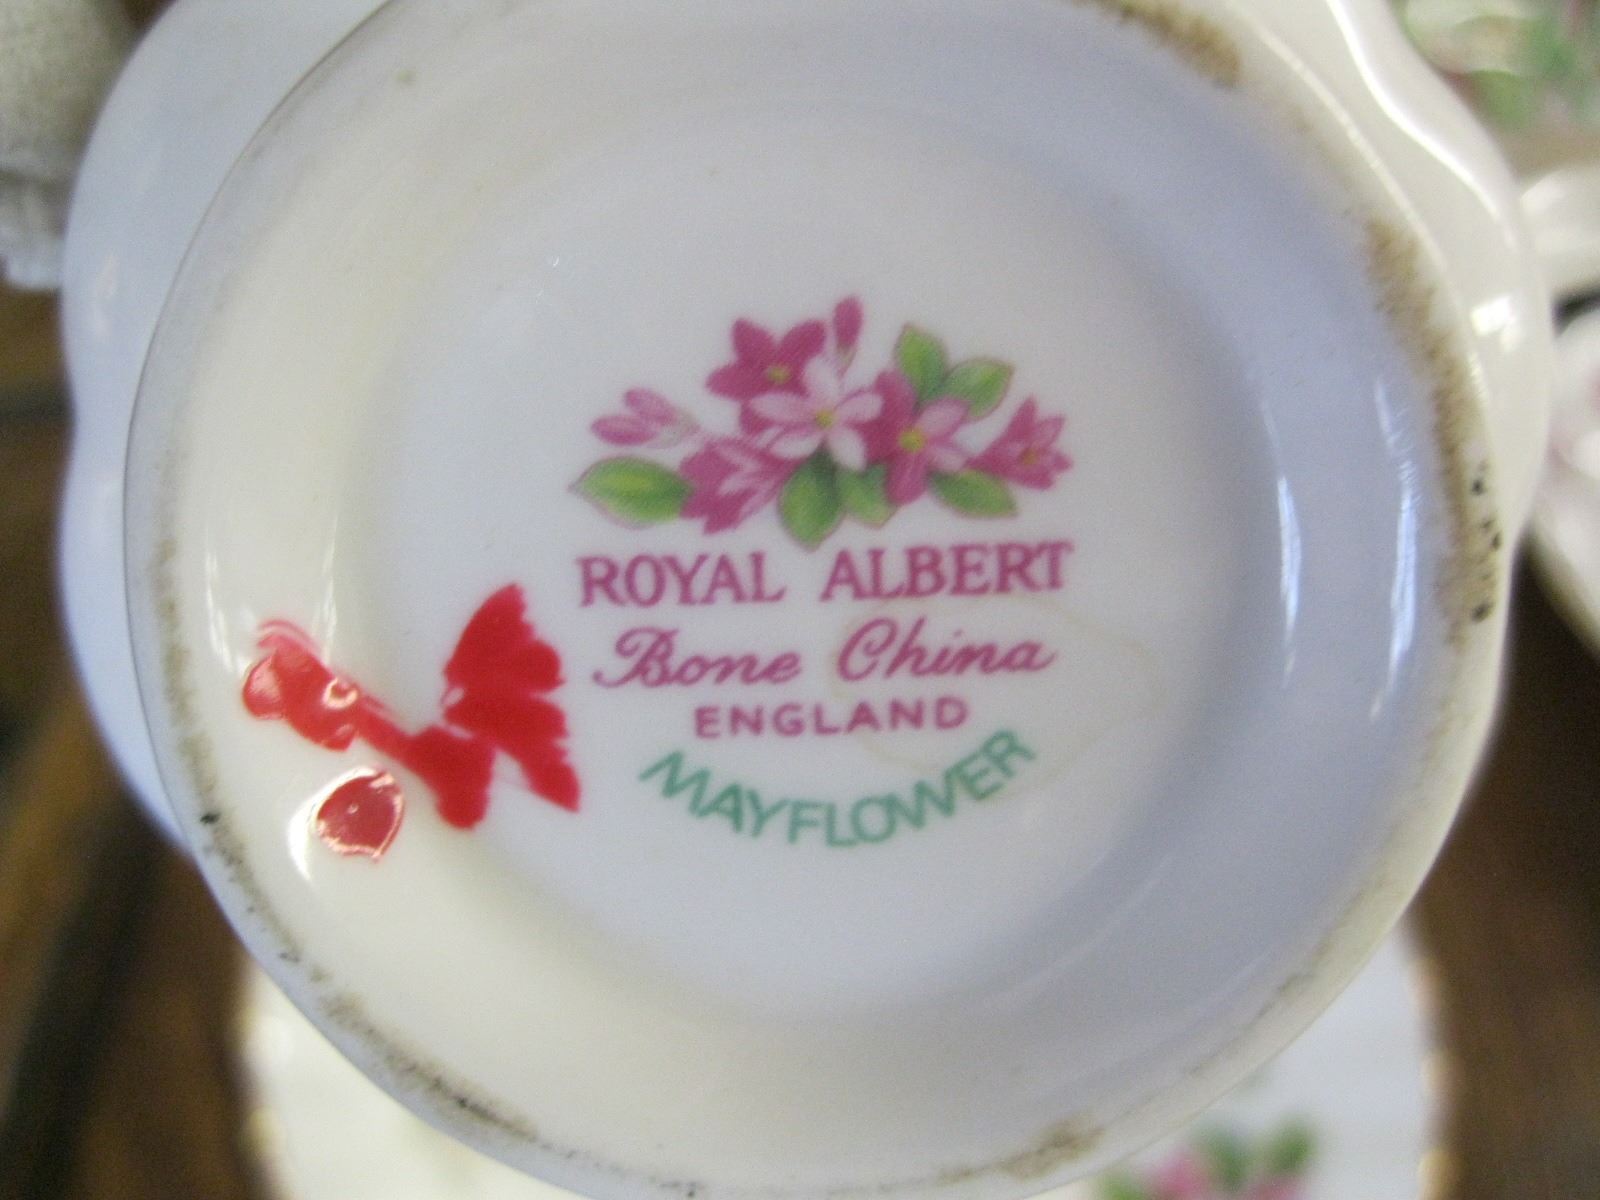 ROYAL ALBERT
Bone China
ENGLAND
MAYFLOWER